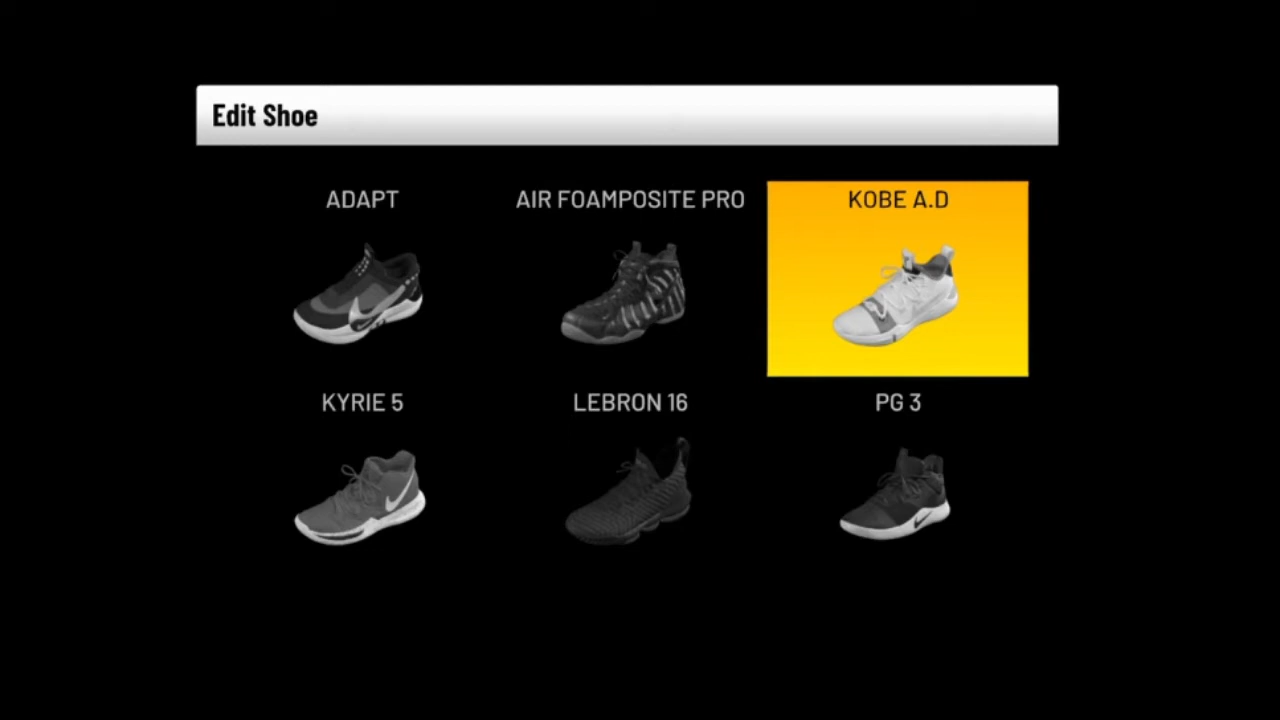 Edit Shoe
ADAPT
AIR FOAMPOSITE PRO
KOBE A.D
KYRIE 5
LEBRON 16
PG 3